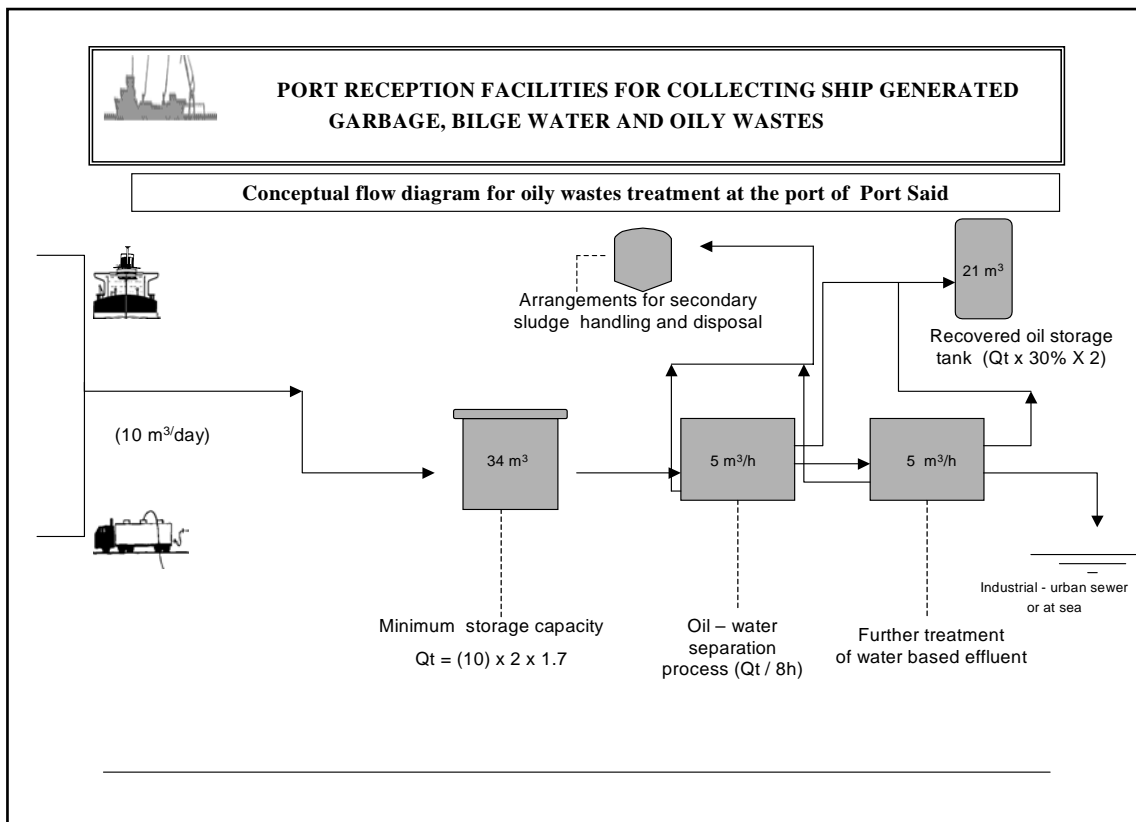 PORT RECEPTION FACILITIES FOR COLLECTING SHIP GENERATED
GARBAGE, BILGE WATER AND OILY WASTES
Conceptual flow diagram for oily wastes treatment at the port of Port Said
21 m³
Arrangements for secondary
sludge handling and disposal
Recovered oil storage
tank (Qt x 30% X 2)
(10 m³/day)
34 m³
5 m³/h
5 m³/h
Industrial - urban sewer
or at sea
Minimum storage capacity
Qt = (10) x 2 x 1.7
Oil – water
separation
process (Qt / 8h)
Further treatment
of water based effluent